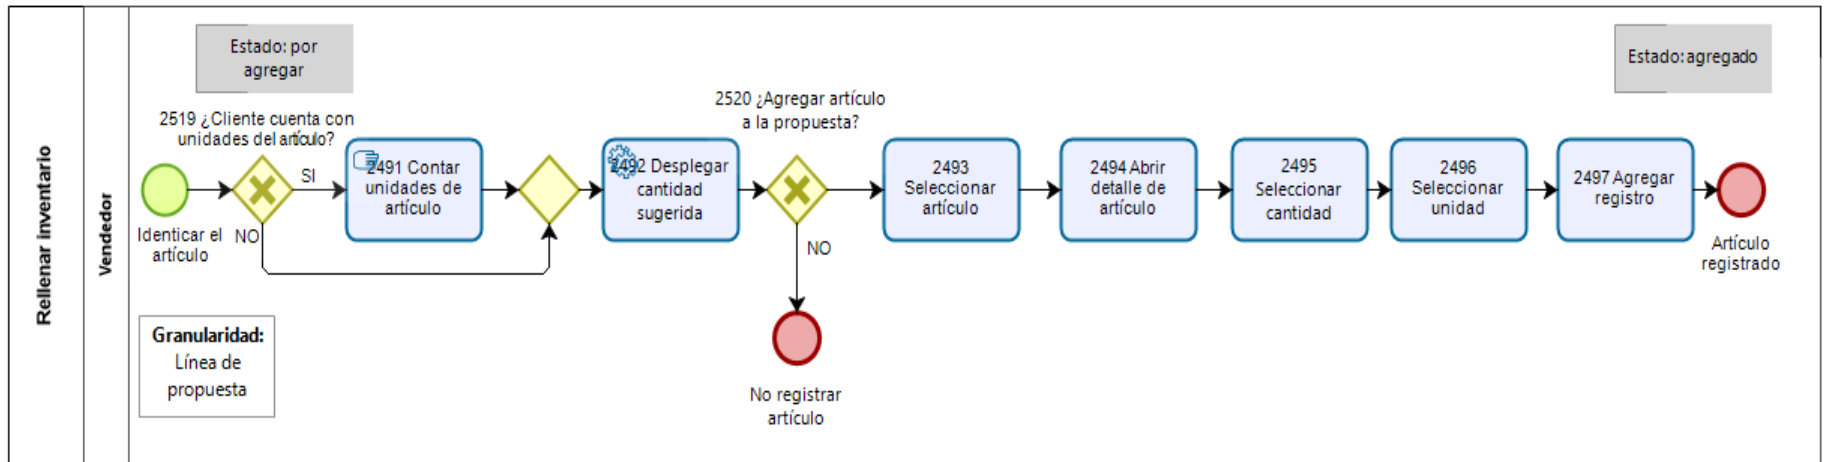 Rellenar inventario
Vendedor
Estado: por
agregar
2519 ¿Cliente cuenta con
unidades del artículo?
Identicar el
artículo
SI
NO
2491 Contar
unidades de
artículo
2492 Desplegar
cantidad
sugerida
2520 ¿Agregar artículo
a la propuesta?
NO
No registrar
artículo
2493
Seleccionar
artículo
2494 Abrir
detalle de
artículo
2495
Seleccionar
cantidad
2496
Seleccionar
unidad
2497 Agregar
registro
Estado: agregado
Artículo
registrado
Granularidad:
Línea de
propuesta